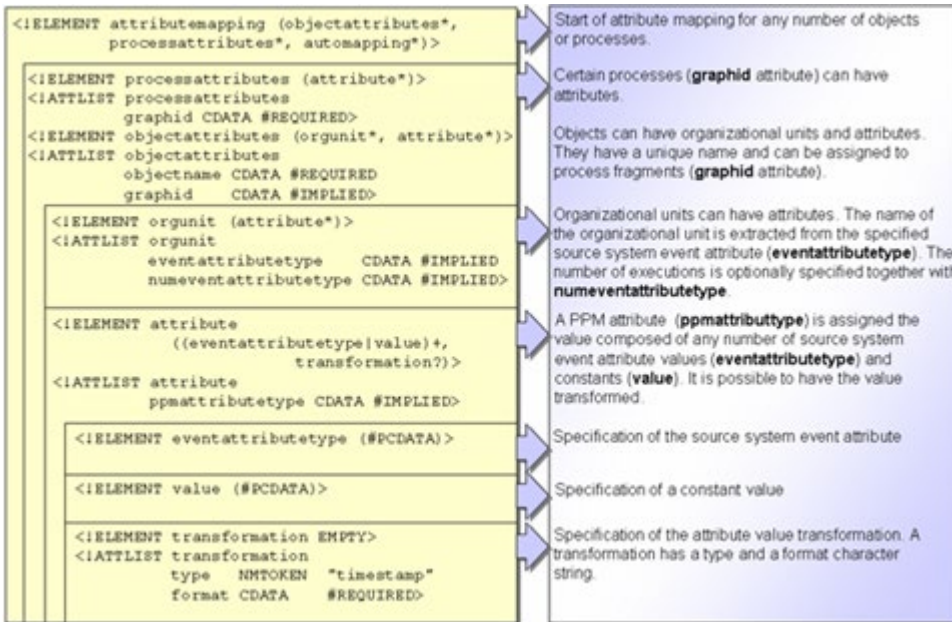 <!ELEMENT attributemapping (objectattributes*,
processattributes*, automapping*)>
Start of attribute mapping for any number of objects
or processes.
<!ELEMENT processattributes (attribute*)>
<!ATTLIST processattributes
graphid CDATA #REQUIRED>
<!ELEMENT objectattributes (orgunit*, attribute*)>
<!ATTLIST objectattributes
objectname CDATA #REQUIRED
graphid CDATA #IMPLIED>
Certain processes (graphid attribute) can have
attributes.
Objects can have organizational units and attributes.
They have a unique name and can be assigned to
process fragments (graphid attribute).
<!ELEMENT orgunit (attribute*)>
<!ATTLIST orgunit
eventattributetype CDATA #IMPLIED
numeventattributetype CDATA #IMPLIED>
Organizational units can have attributes. The name of
the organizational unit is extracted from the specified
source system event attribute (eventattributetype). The
number of executions is optionally specified together with
numeventattributetype.
<!ELEMENT attribute
((eventattributetype|value)+,
transformation?)>
<!ATTLIST attribute
ppmattributetype CDATA #IMPLIED>
A PPM attribute (ppmattributtype) is assigned the
value composed of any number of source system
event attribute values (eventattributetype) and
constants (value). It is possible to have the value
transformed.
<!ELEMENT eventattributetype (#PCDATA)>
Specification of the source system event attribute
<!ELEMENT value (#PCDATA)>
Specification of a constant value
<!ELEMENT transformation EMPTY>
<!ATTLIST transformation
type NMTOKEN "timestamp"
format CDATA #REQUIRED>
Specification of the attribute value transformation. A
transformation has a type and a format character
string.